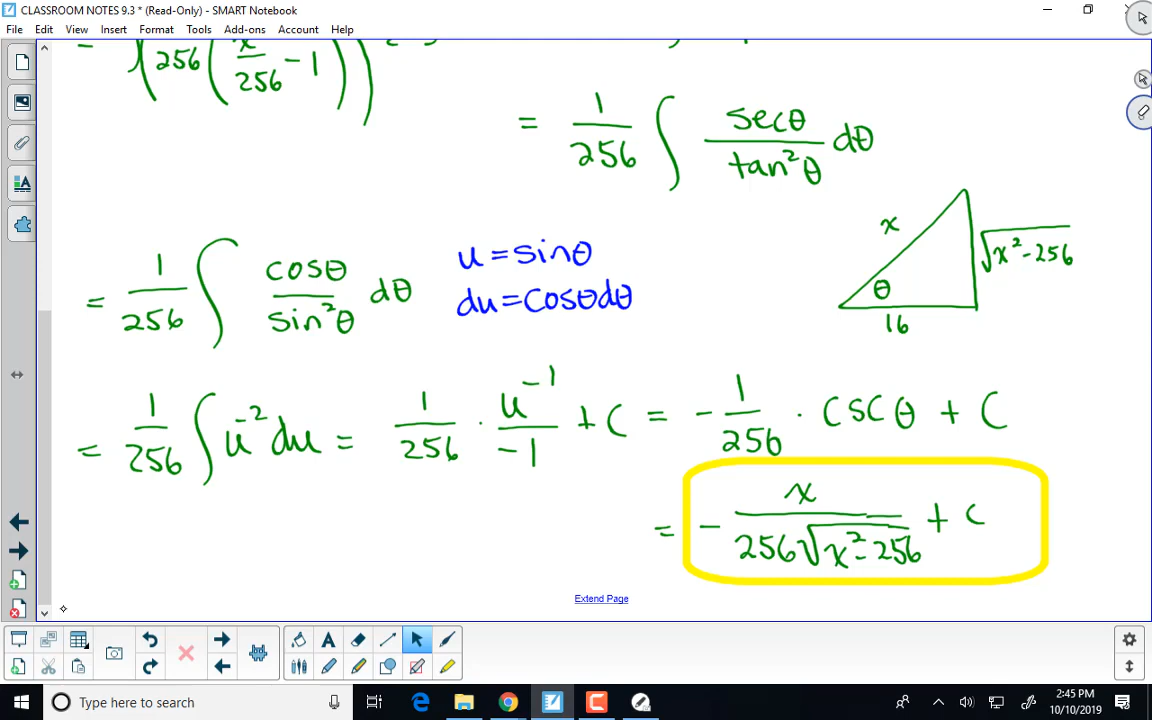 CLASSROOM NOTES 9.3 * (Read-Only) - SMART Notebook
File Edit View Insert Format Tools Add-ons Account Help
256(x/256 - 1)
= 1/256 ∫ secθ/tan²θ dθ
x
√x²-256
θ
16
= 1/256 ∫ cosθ/sin²θ dθ
u = sinθ
du = cosθdθ
= 1/256 ∫ u⁻² du = 1/256 · u⁻¹/-1 + C = - 1/256 · cscθ + C
= - x/256√x²-256 + C
Extend Page
Type here to search
2:45 PM
10/10/2019